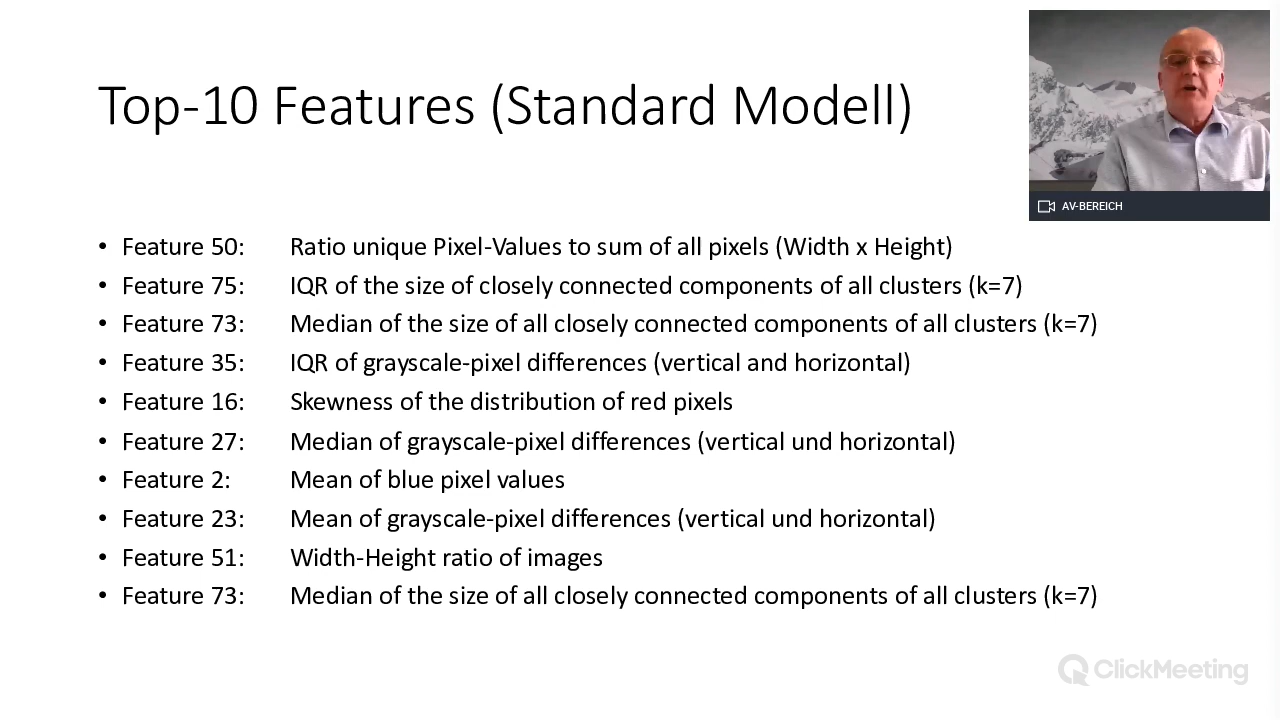 Top-10 Features (Standard Modell)
AV-BEREICH
• Feature 50: Ratio unique Pixel-Values to sum of all pixels (Width x Height)
• Feature 75: IQR of the size of closely connected components of all clusters (k=7)
• Feature 73: Median of the size of all closely connected components of all clusters (k=7)
• Feature 35: IQR of grayscale-pixel differences (vertical and horizontal)
• Feature 16: Skewness of the distribution of red pixels
• Feature 27: Median of grayscale-pixel differences (vertical und horizontal)
• Feature 2: Mean of blue pixel values
• Feature 23: Mean of grayscale-pixel differences (vertical und horizontal)
• Feature 51: Width-Height ratio of images
• Feature 73: Median of the size of all closely connected components of all clusters (k=7)
ClickMeeting